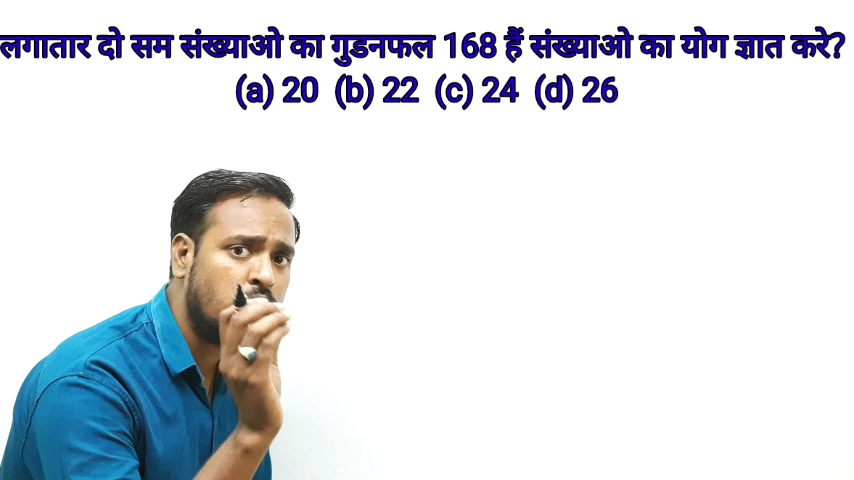 लगातार दो सम संख्याओ का गुडनफल 168 हैं संख्याओ का योग ज्ञात करे?
(a) 20 (b) 22 (c) 24 (d) 26